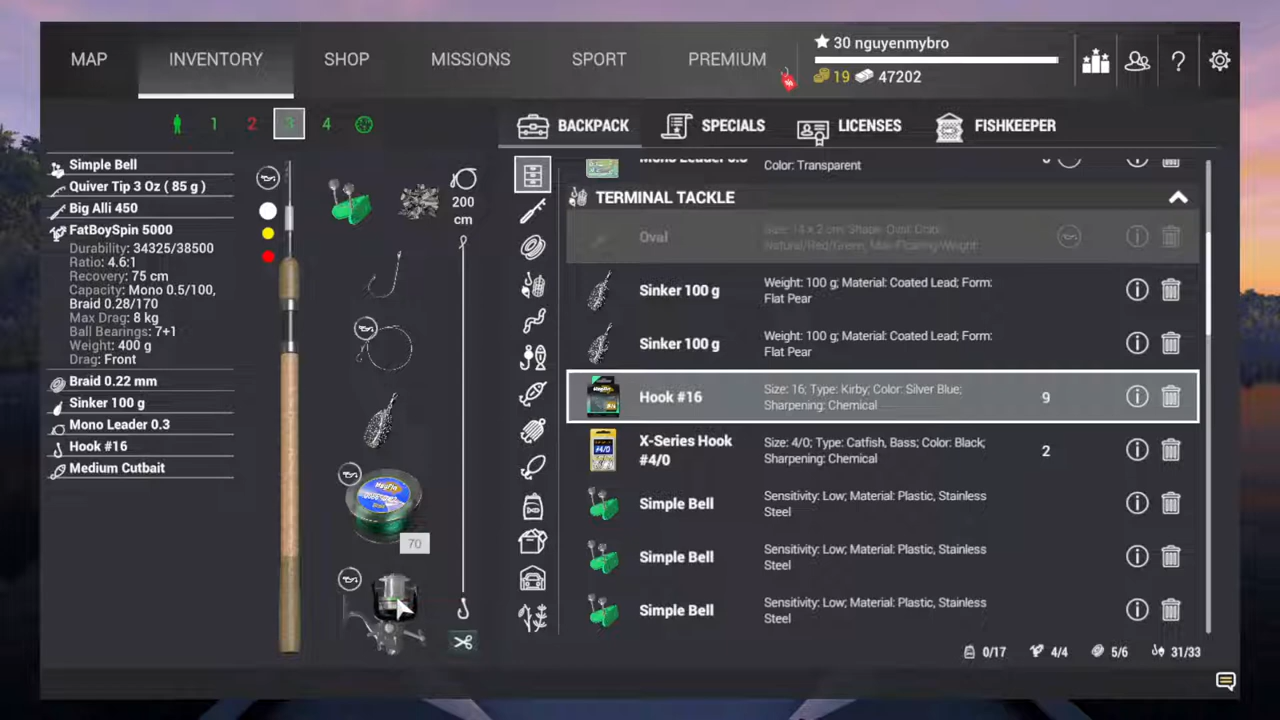 MAP
INVENTORY
SHOP
MISSIONS
SPORT
PREMIUM
30 nguyenmybro
19 47202
1 2 3 4
BACKPACK
SPECIALS
LICENSES
FISHKEEPER
Simple Bell
Quiver Tip 3 Oz ( 85 g )
Big Alli 450
FatBoySpin 5000
Durability: 34325/38500
Ratio: 4.6:1
Recovery: 75 cm
Capacity: Mono 0.5/100,
Braid 0.28/170
Max Drag: 8 kg
Ball Bearings: 7+1
Weight: 400 g
Drag: Front
Braid 0.22 mm
Sinker 100 g
Mono Leader 0.3
Hook #16
Medium Cutbait
200
cm
70
Color: Transparent
TERMINAL TACKLE
Oval
Sinker 100 g
Weight: 100 g; Material: Coated Lead; Form:
Flat Pear
Sinker 100 g
Weight: 100 g; Material: Coated Lead; Form:
Flat Pear
Hook #16
Size: 16; Type: Kirby; Color: Silver Blue;
Sharpening: Chemical
9
X-Series Hook
#4/0
Size: 4/0; Type: Catfish, Bass; Color: Black;
Sharpening: Chemical
2
Simple Bell
Sensitivity: Low; Material: Plastic, Stainless
Steel
Simple Bell
Sensitivity: Low; Material: Plastic, Stainless
Steel
Simple Bell
Sensitivity: Low; Material: Plastic, Stainless
Steel
0/17 4/4 5/6 31/33